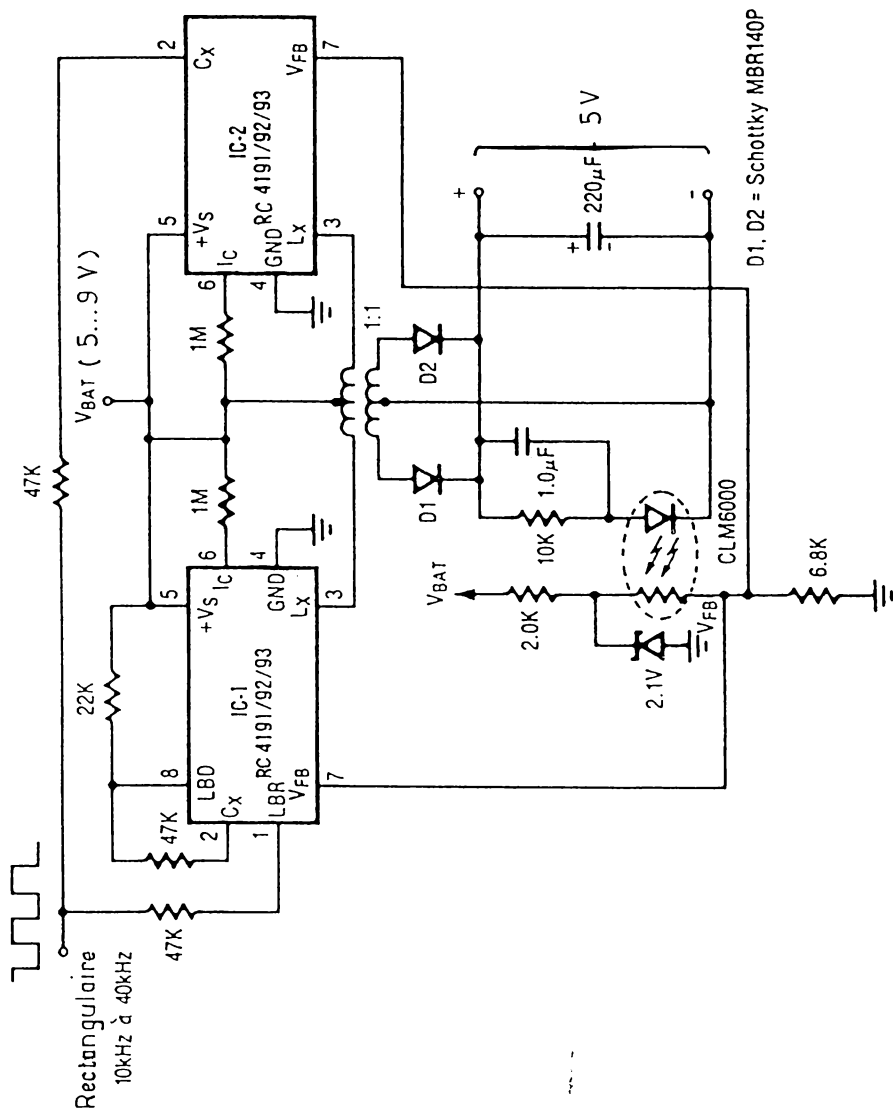 Rectangulaire
10kHz à 40kHz
47K
47K
47K
22K
VBAT (5...9 V)
8
LBD
2
CX
1
LBR
VFB
7
IC-1
RC 4191/92/93
5
+VS
6
IC
4
GND
LX
3
1M
1M
5
+VS
6
IC
4
GND
LX
3
IC-2
RC 4191/92/93
2
CX
VFB
7
1:1
D1
D2
VBAT
2.0K
2.1V
VFB
6.8K
10K
1.0µF
CLM6000
+
+
220µF
-
-
5 V
D1, D2 = Schottky MBR140P